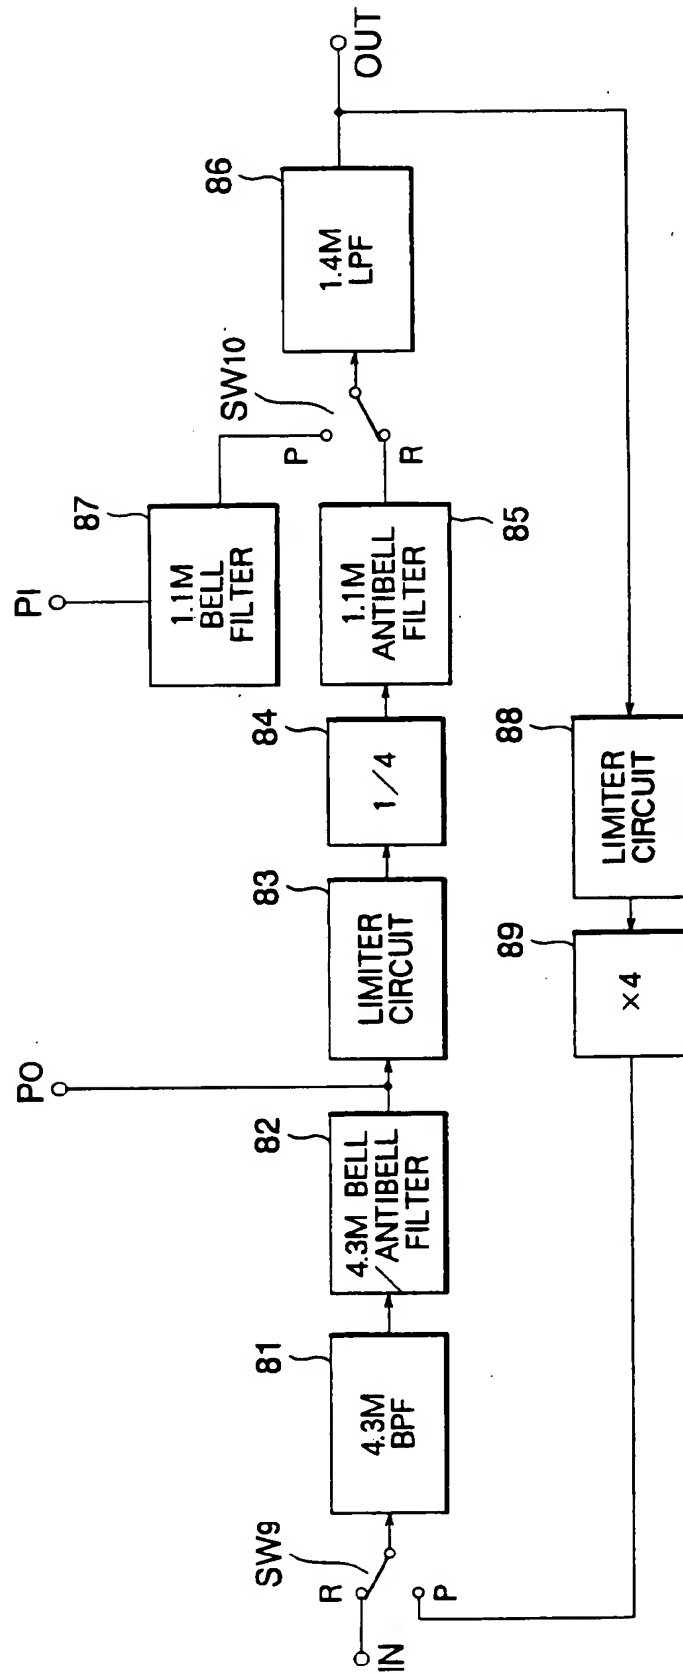 IN
R
P
SW9
81
4.3M
BPF
82
4.3M BELL
/ANTIBELL
FILTER
PO
83
LIMITER
CIRCUIT
84
1/4
85
1.1M
ANTIBELL
FILTER
PI
87
1.1M
BELL
FILTER
SW10
P
R
86
1.4M
LPF
OUT
88
LIMITER
CIRCUIT
89
×4